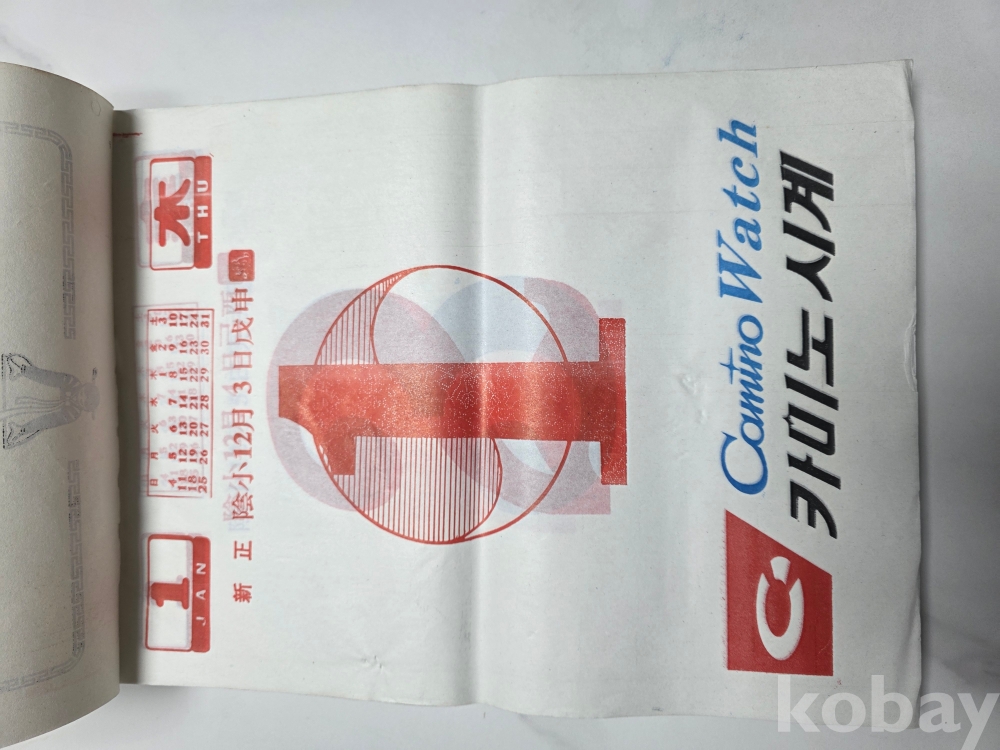 1
JAN
日 月 火 水 木 金 土
1 2 3
4 5 6 7 8 9 10
11 12 13 14 15 16 17
18 19 20 21 22 23 24
25 26 27 28 29 30 31
木
THU
新正 陰小12月3日戊申
1
Camino Watch
카미노 시계
kobay